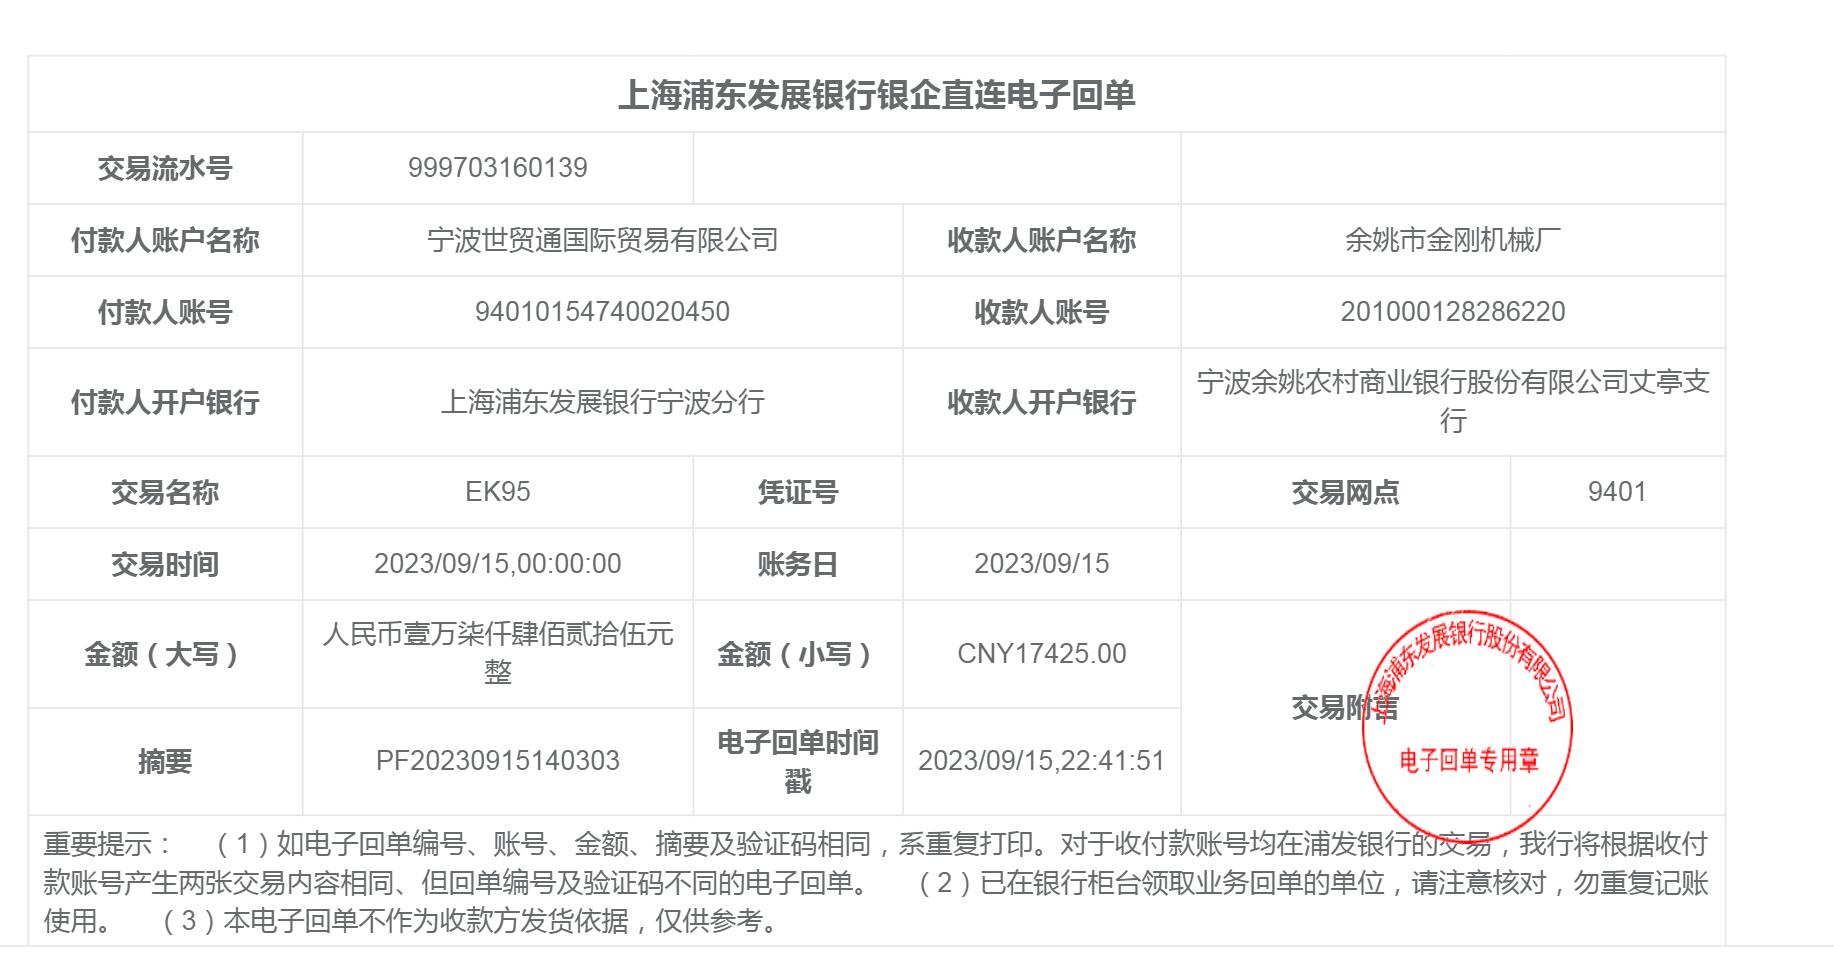 上海浦东发展银行银企直连电子回单
交易流水号 999703160139
付款人账户名称 宁波世贸通国际贸易有限公司 收款人账户名称 余姚市金刚机械厂
付款人账号 94010154740020450 收款人账号 201000128286220
付款人开户银行 上海浦东发展银行宁波分行 收款人开户银行 宁波余姚农村商业银行股份有限公司丈亭支
行
交易名称 EK95 凭证号 交易网点 9401
交易时间 2023/09/15,00:00:00 账务日 2023/09/15
金额（大写） 人民币壹万柒仟肆佰贰拾伍元
整
金额（小写） CNY17425.00
交易附言
上海浦东发展银行股份有限公司
电子回单专用章
摘要 PF20230915140303 电子回单时间
戳
2023/09/15,22:41:51
重要提示： （1）如电子回单编号、账号、金额、摘要及验证码相同，系重复打印。对于收付款账号均在浦发银行的交易，我行将根据收付
款账号产生两张交易内容相同、但回单编号及验证码不同的电子回单。 （2）已在银行柜台领取业务回单的单位，请注意核对，勿重复记账
使用。 （3）本电子回单不作为收款方发货依据，仅供参考。